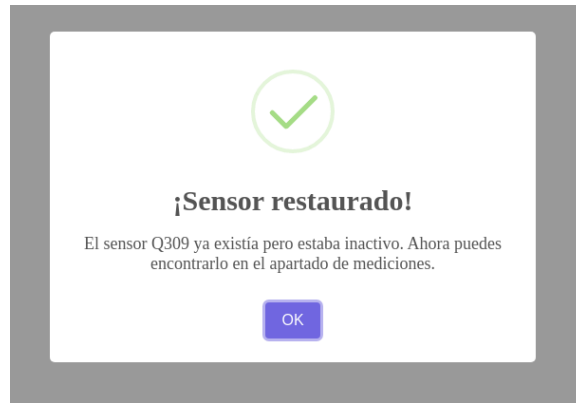 ¡Sensor restaurado!
El sensor Q309 ya existía pero estaba inactivo. Ahora puedes
encontrarlo en el apartado de mediciones.
OK